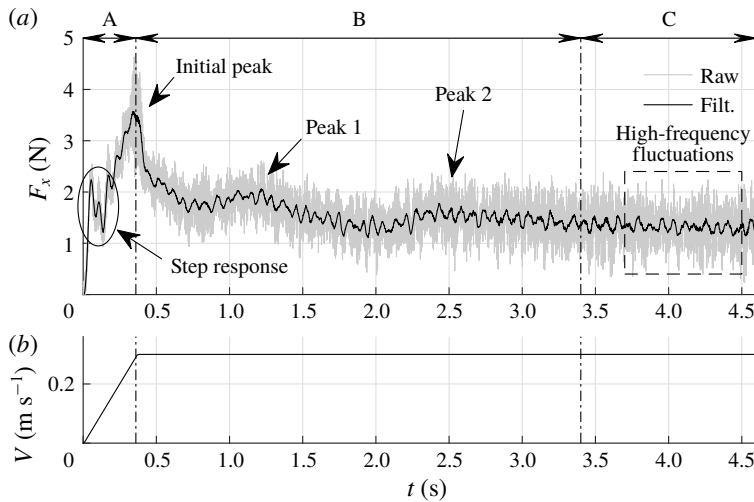 (a)
A
B
C
5
4
3
2
1
0
F_x (N)
Initial peak
Peak 1
Peak 2
Step response
Raw
Filt.
High-frequency
fluctuations
0.5 1.0 1.5 2.0 2.5 3.0 3.5 4.0 4.5
(b)
0.2
0
V (m s⁻¹)
0.5 1.0 1.5 2.0 2.5 3.0 3.5 4.0 4.5
t (s)